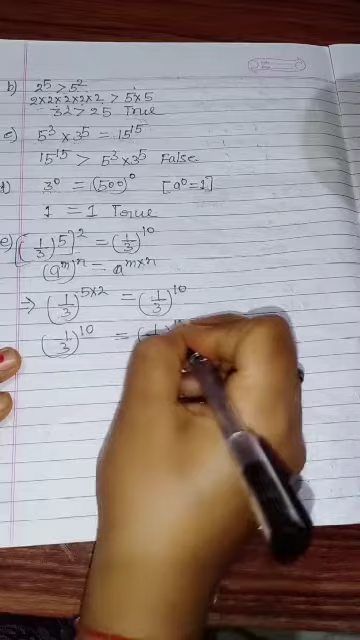 b) 2⁵ > 5²
2×2×2×2×2 > 5×5
32 > 25 True
c) 5³ × 3⁵ = 15¹⁵
15¹⁵ > 5³×3⁵ False
d) 3⁰ = (500)⁰ [a⁰=1]
1 = 1 True
e) [(1/3)⁵]² = (1/3)¹⁰
(aᵐ)ⁿ = aᵐˣⁿ
→ (1/3)⁵ˣ² = (1/3)¹⁰
(1/3)¹⁰ = (1/